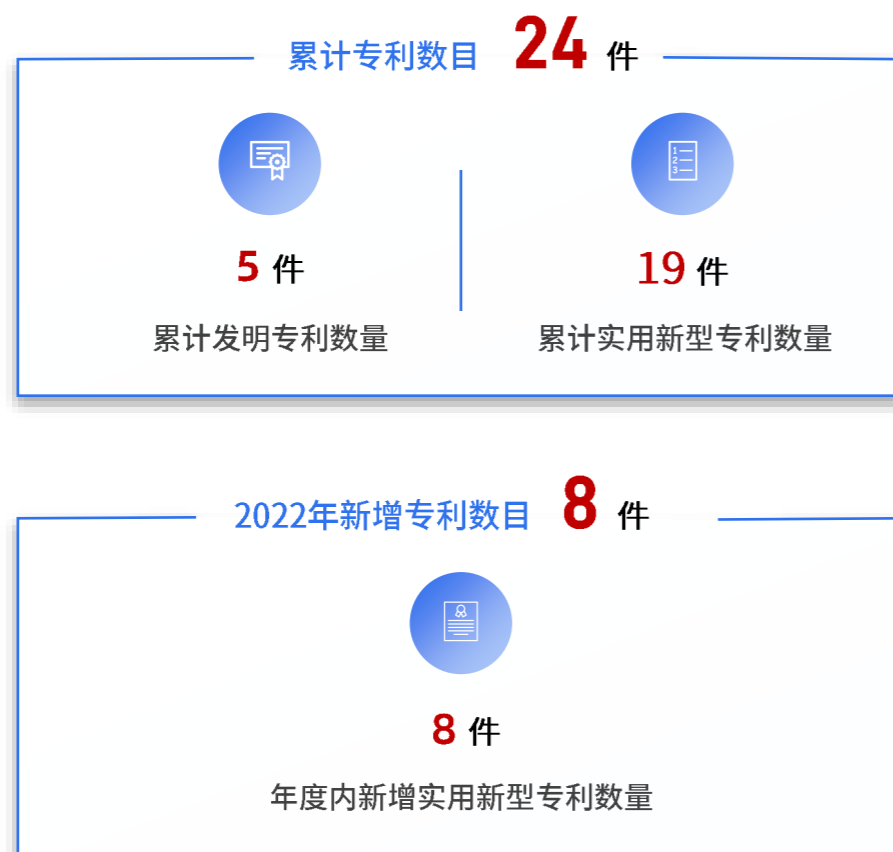 累计专利数目 24 件
5 件
19 件
累计发明专利数量
累计实用新型专利数量
2022年新增专利数目 8 件
8 件
年度内新增实用新型专利数量